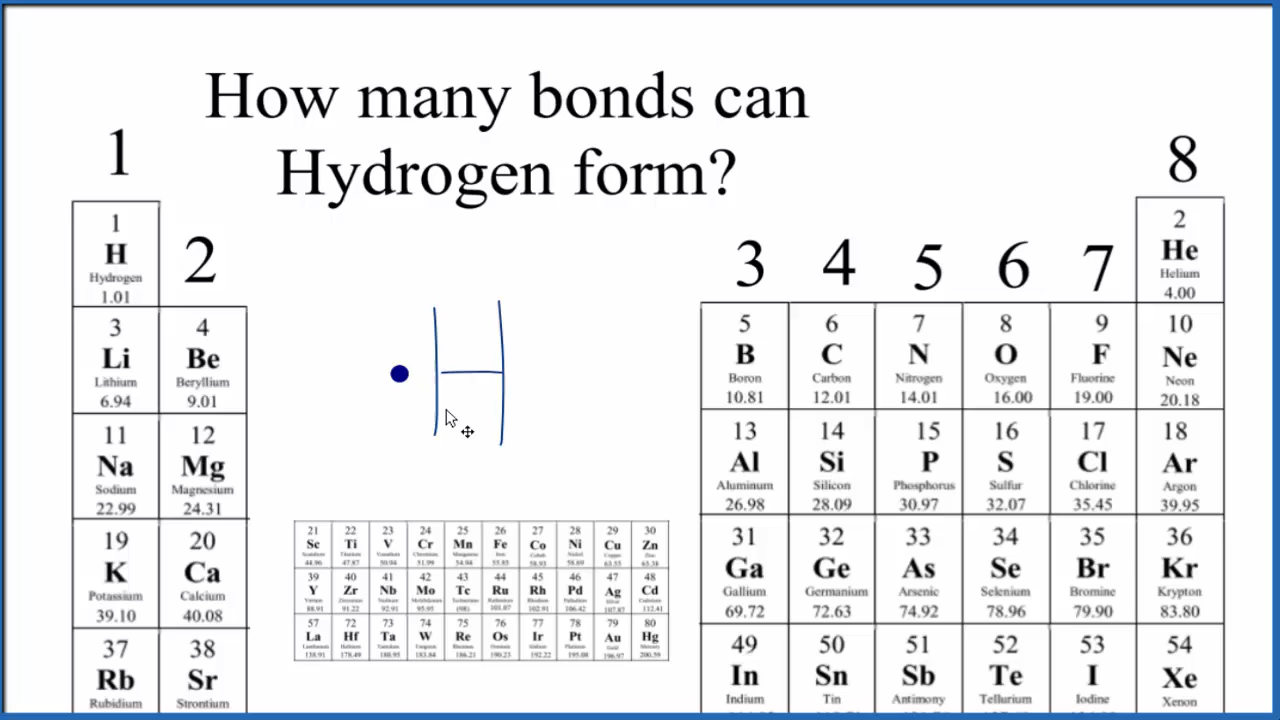 How many bonds can
Hydrogen form?
1
8
2
3 4 5 6 7
1
H
Hydrogen
1.01
2
He
Helium
4.00
3
Li
Lithium
6.94
4
Be
Beryllium
9.01
5
B
Boron
10.81
6
C
Carbon
12.01
7
N
Nitrogen
14.01
8
O
Oxygen
16.00
9
F
Fluorine
19.00
10
Ne
Neon
20.18
H
11
Na
Sodium
22.99
12
Mg
Magnesium
24.31
13
Al
Aluminum
26.98
14
Si
Silicon
28.09
15
P
Phosphorus
30.97
16
S
Sulfur
32.07
17
Cl
Chlorine
35.45
18
Ar
Argon
39.95
19
K
Potassium
39.10
20
Ca
Calcium
40.08
21 22 23 24 25 26 27 28 29 30
Sc Ti V Cr Mn Fe Co Ni Cu Zn
39 40 41 42 43 44 45 46 47 48
Y Zr Nb Mo Tc Ru Rh Pd Ag Cd
57 72 73 74 75 76 77 78 79 80
La Hf Ta W Re Os Ir Pt Au Hg
31
Ga
Gallium
69.72
32
Ge
Germanium
72.63
33
As
Arsenic
74.92
34
Se
Selenium
78.96
35
Br
Bromine
79.90
36
Kr
Krypton
83.80
37
Rb
Rubidium
38
Sr
Strontium
49
In
Indium
50
Sn
Tin
51
Sb
Antimony
52
Te
Tellurium
53
I
Iodine
54
Xe
Xenon